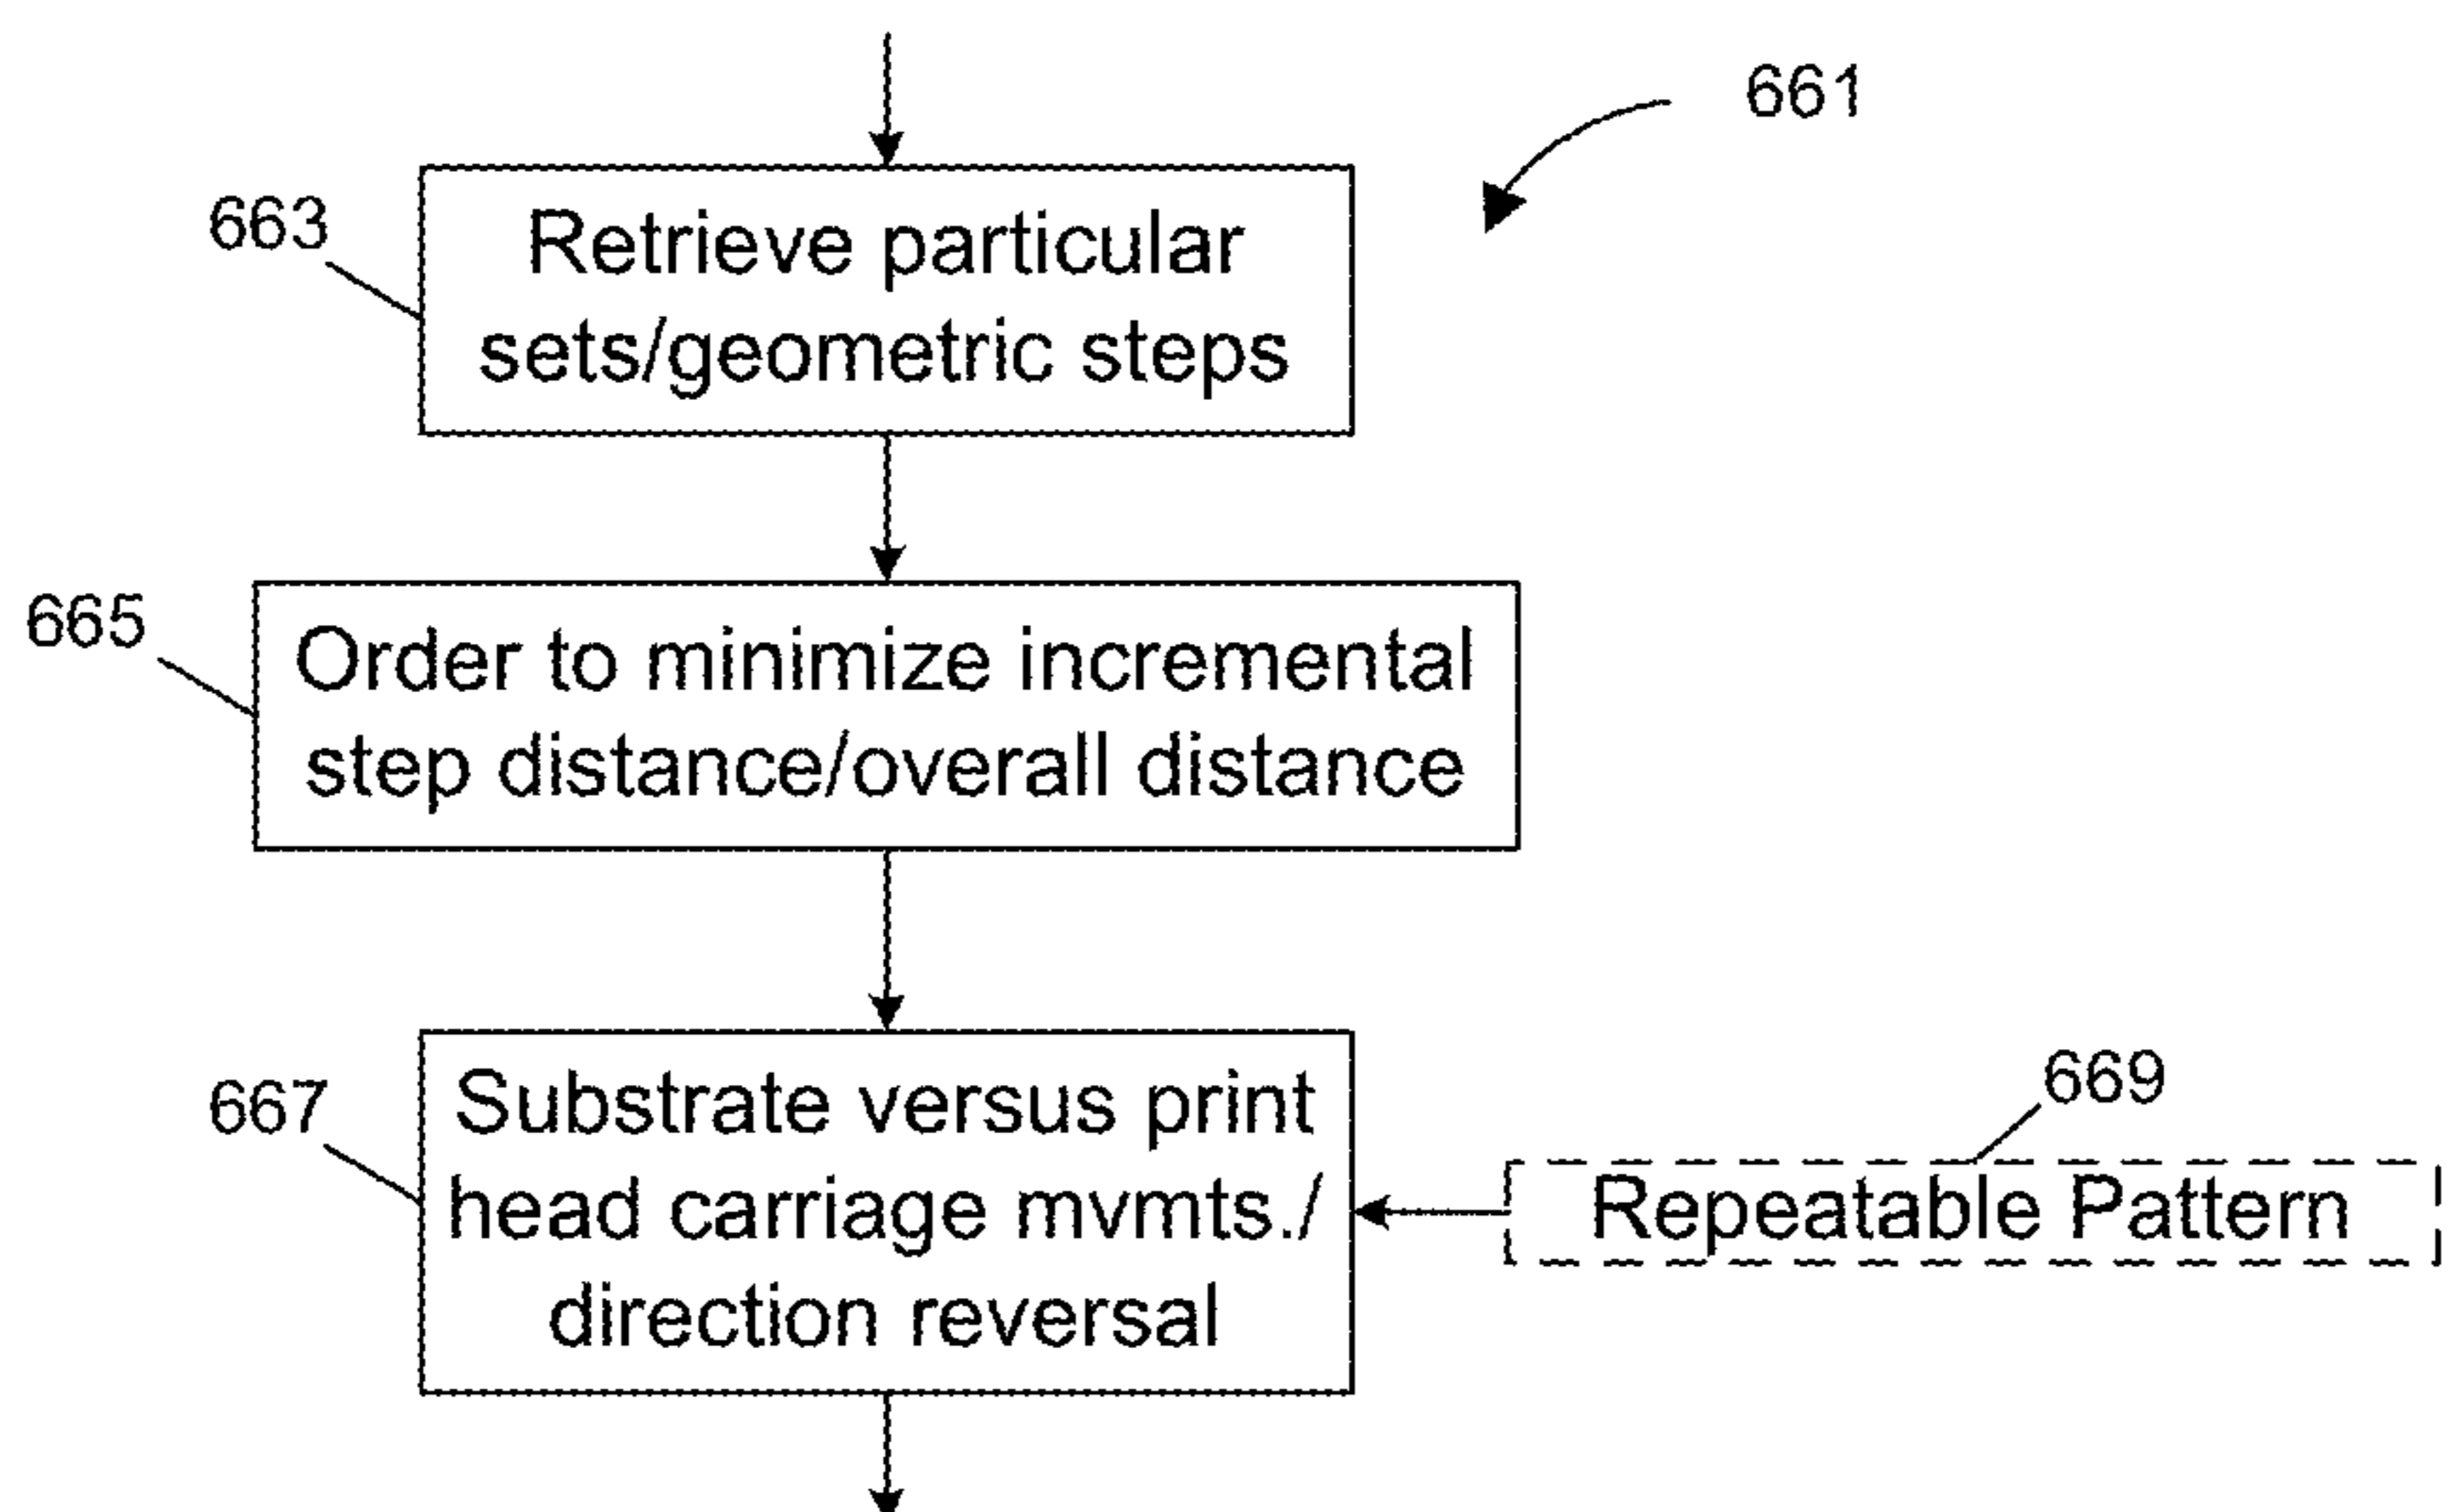 661
663
Retrieve particular
sets/geometric steps
665
Order to minimize incremental
step distance/overall distance
667
Substrate versus print
head carriage mvmts./
direction reversal
669
Repeatable Pattern